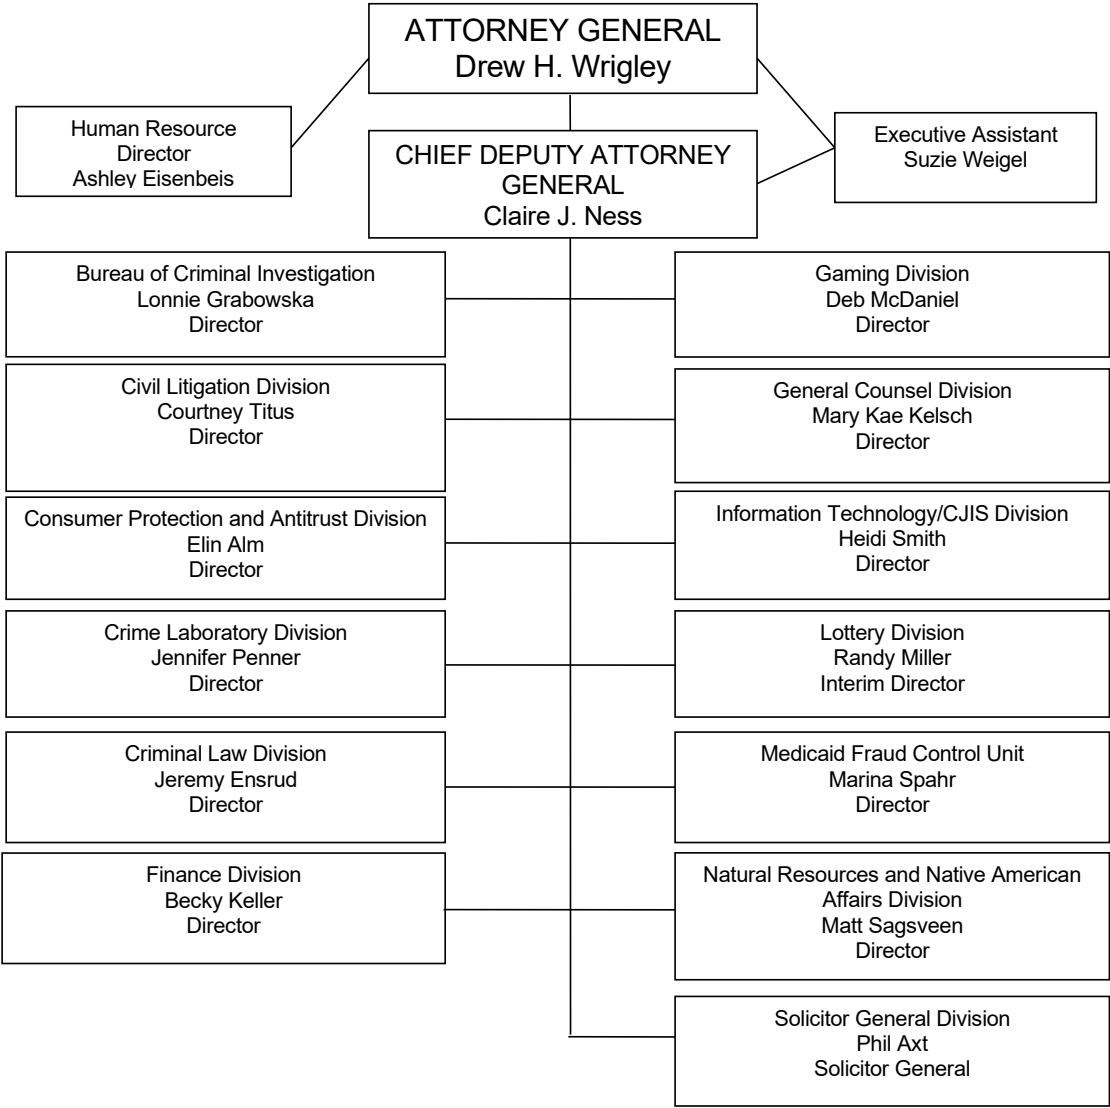 ATTORNEY GENERAL
Drew H. Wrigley
Human Resource
Director
Ashley Eisenbeis
Executive Assistant
Suzie Weigel
CHIEF DEPUTY ATTORNEY
GENERAL
Claire J. Ness
Bureau of Criminal Investigation
Lonnie Grabowska
Director
Gaming Division
Deb McDaniel
Director
Civil Litigation Division
Courtney Titus
Director
General Counsel Division
Mary Kae Kelsch
Director
Consumer Protection and Antitrust Division
Elin Alm
Director
Information Technology/CJIS Division
Heidi Smith
Director
Crime Laboratory Division
Jennifer Penner
Director
Lottery Division
Randy Miller
Interim Director
Criminal Law Division
Jeremy Ensrud
Director
Medicaid Fraud Control Unit
Marina Spahr
Director
Finance Division
Becky Keller
Director
Natural Resources and Native American
Affairs Division
Matt Sagsveen
Director
Solicitor General Division
Phil Axt
Solicitor General